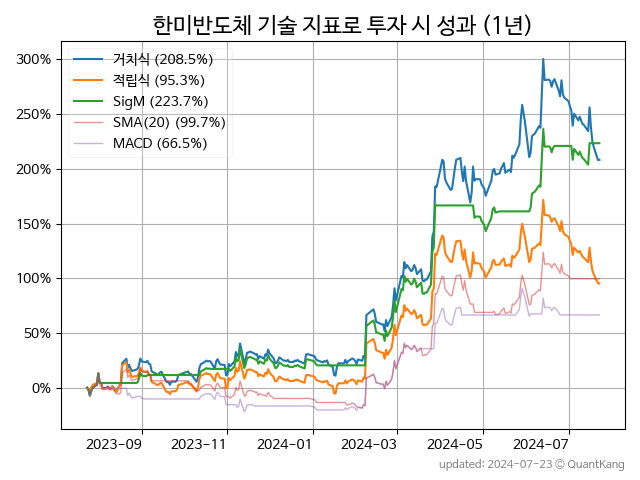 한미반도체 기술 지표로 투자 시 성과 (1년)
300%
250%
200%
150%
100%
50%
0%
거치식 (208.5%)
적립식 (95.3%)
SigM (223.7%)
SMA(20) (99.7%)
MACD (66.5%)
2023-09
2023-11
2024-01
2024-03
2024-05
2024-07
updated: 2024-07-23 © QuantKang